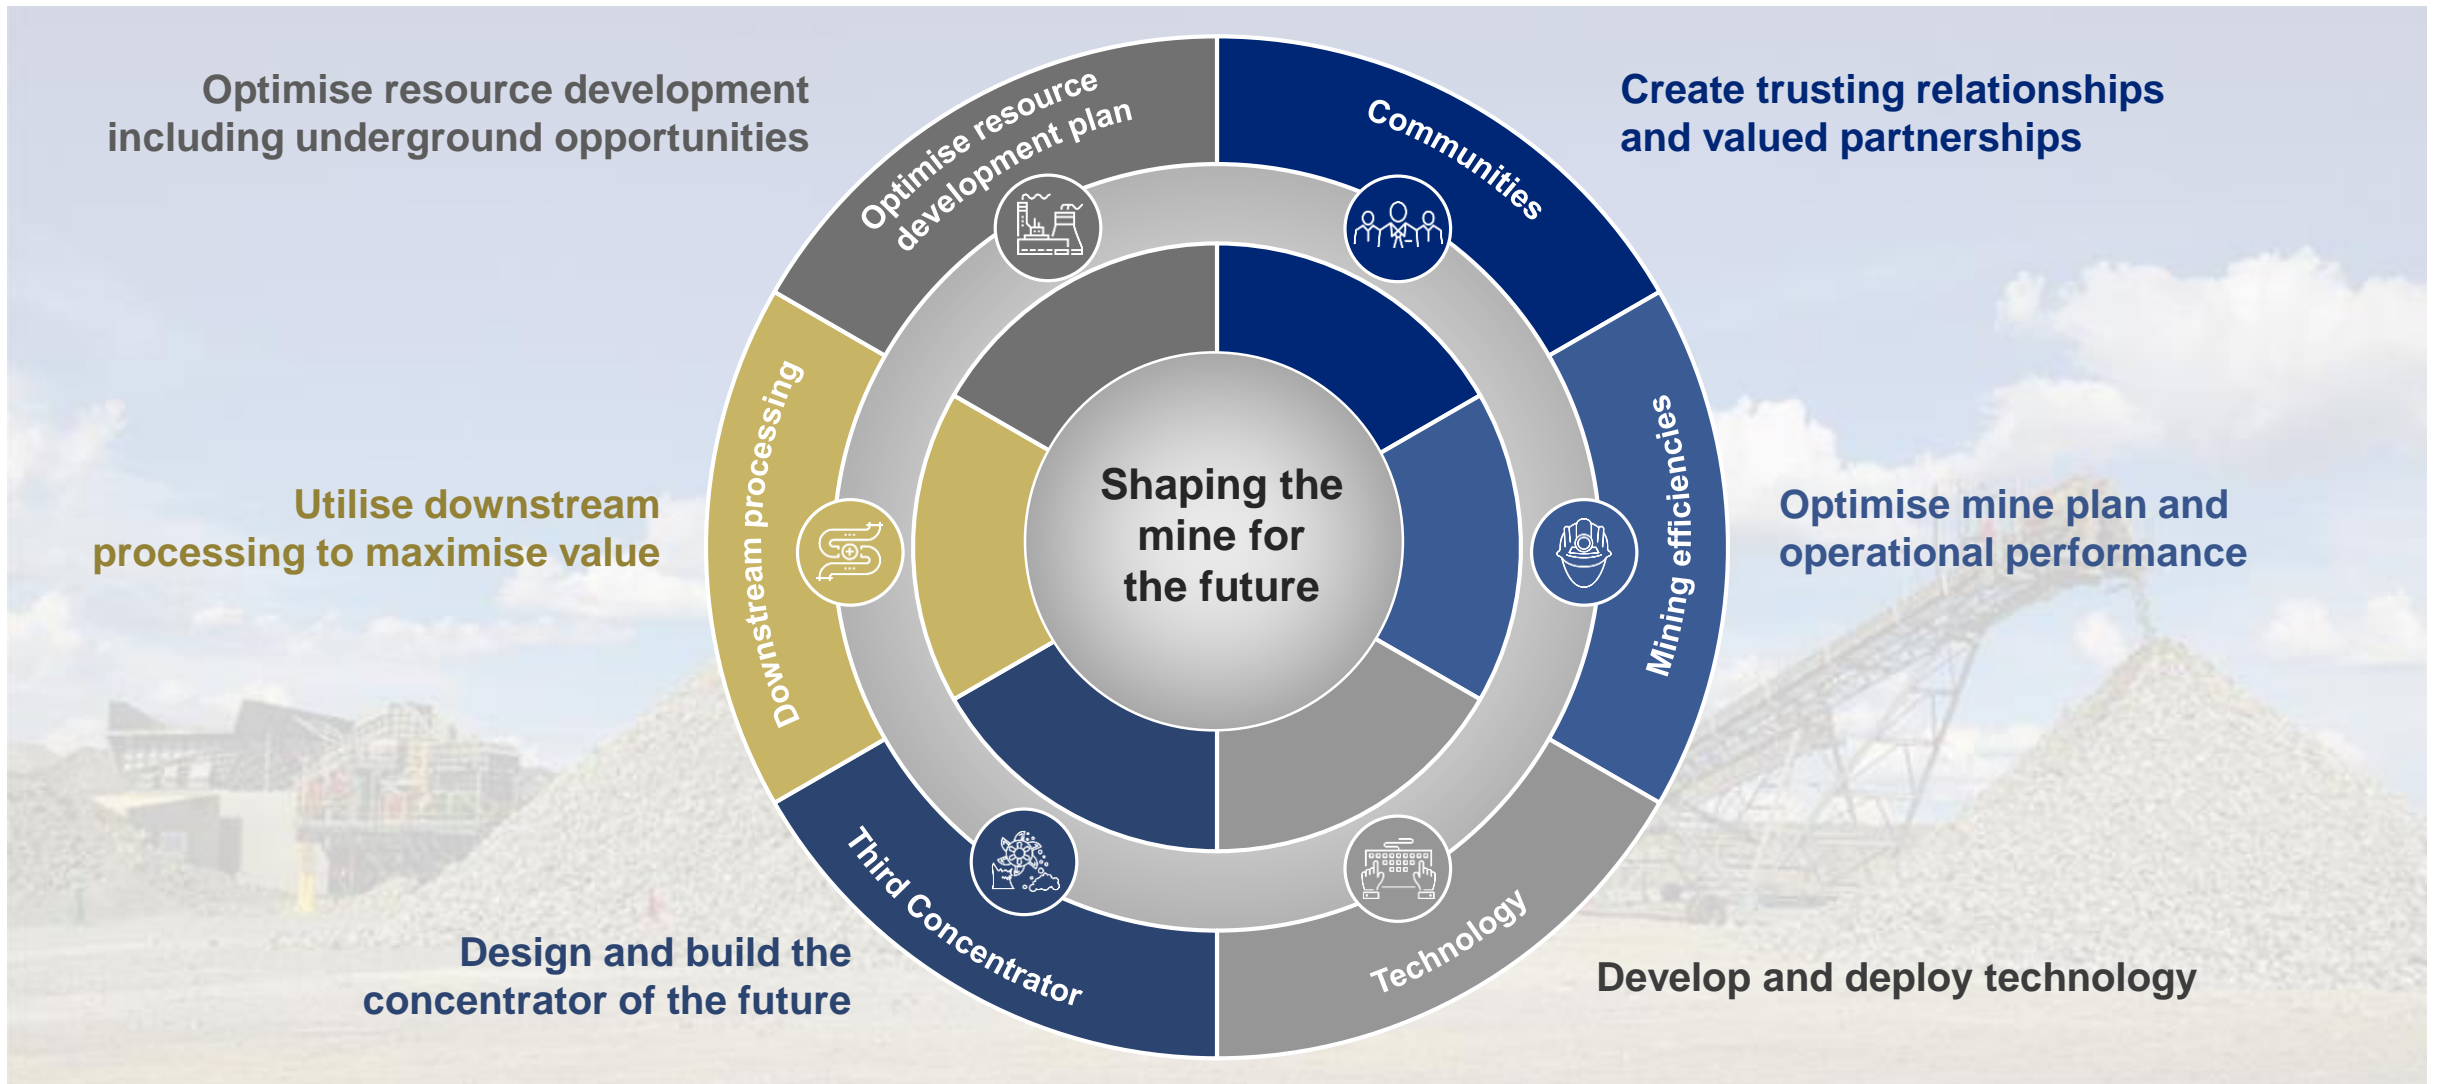 Optimise resource development
including underground opportunities
Optimise resource
development plan
Communities
Create trusting relationships
and valued partnerships
Utilise downstream
processing to maximise value
Downstream processing
Shaping the
mine for
the future
Mining efficiencies
Optimise mine plan and
operational performance
Design and build the
concentrator of the future
Third Concentrator
Technology
Develop and deploy technology